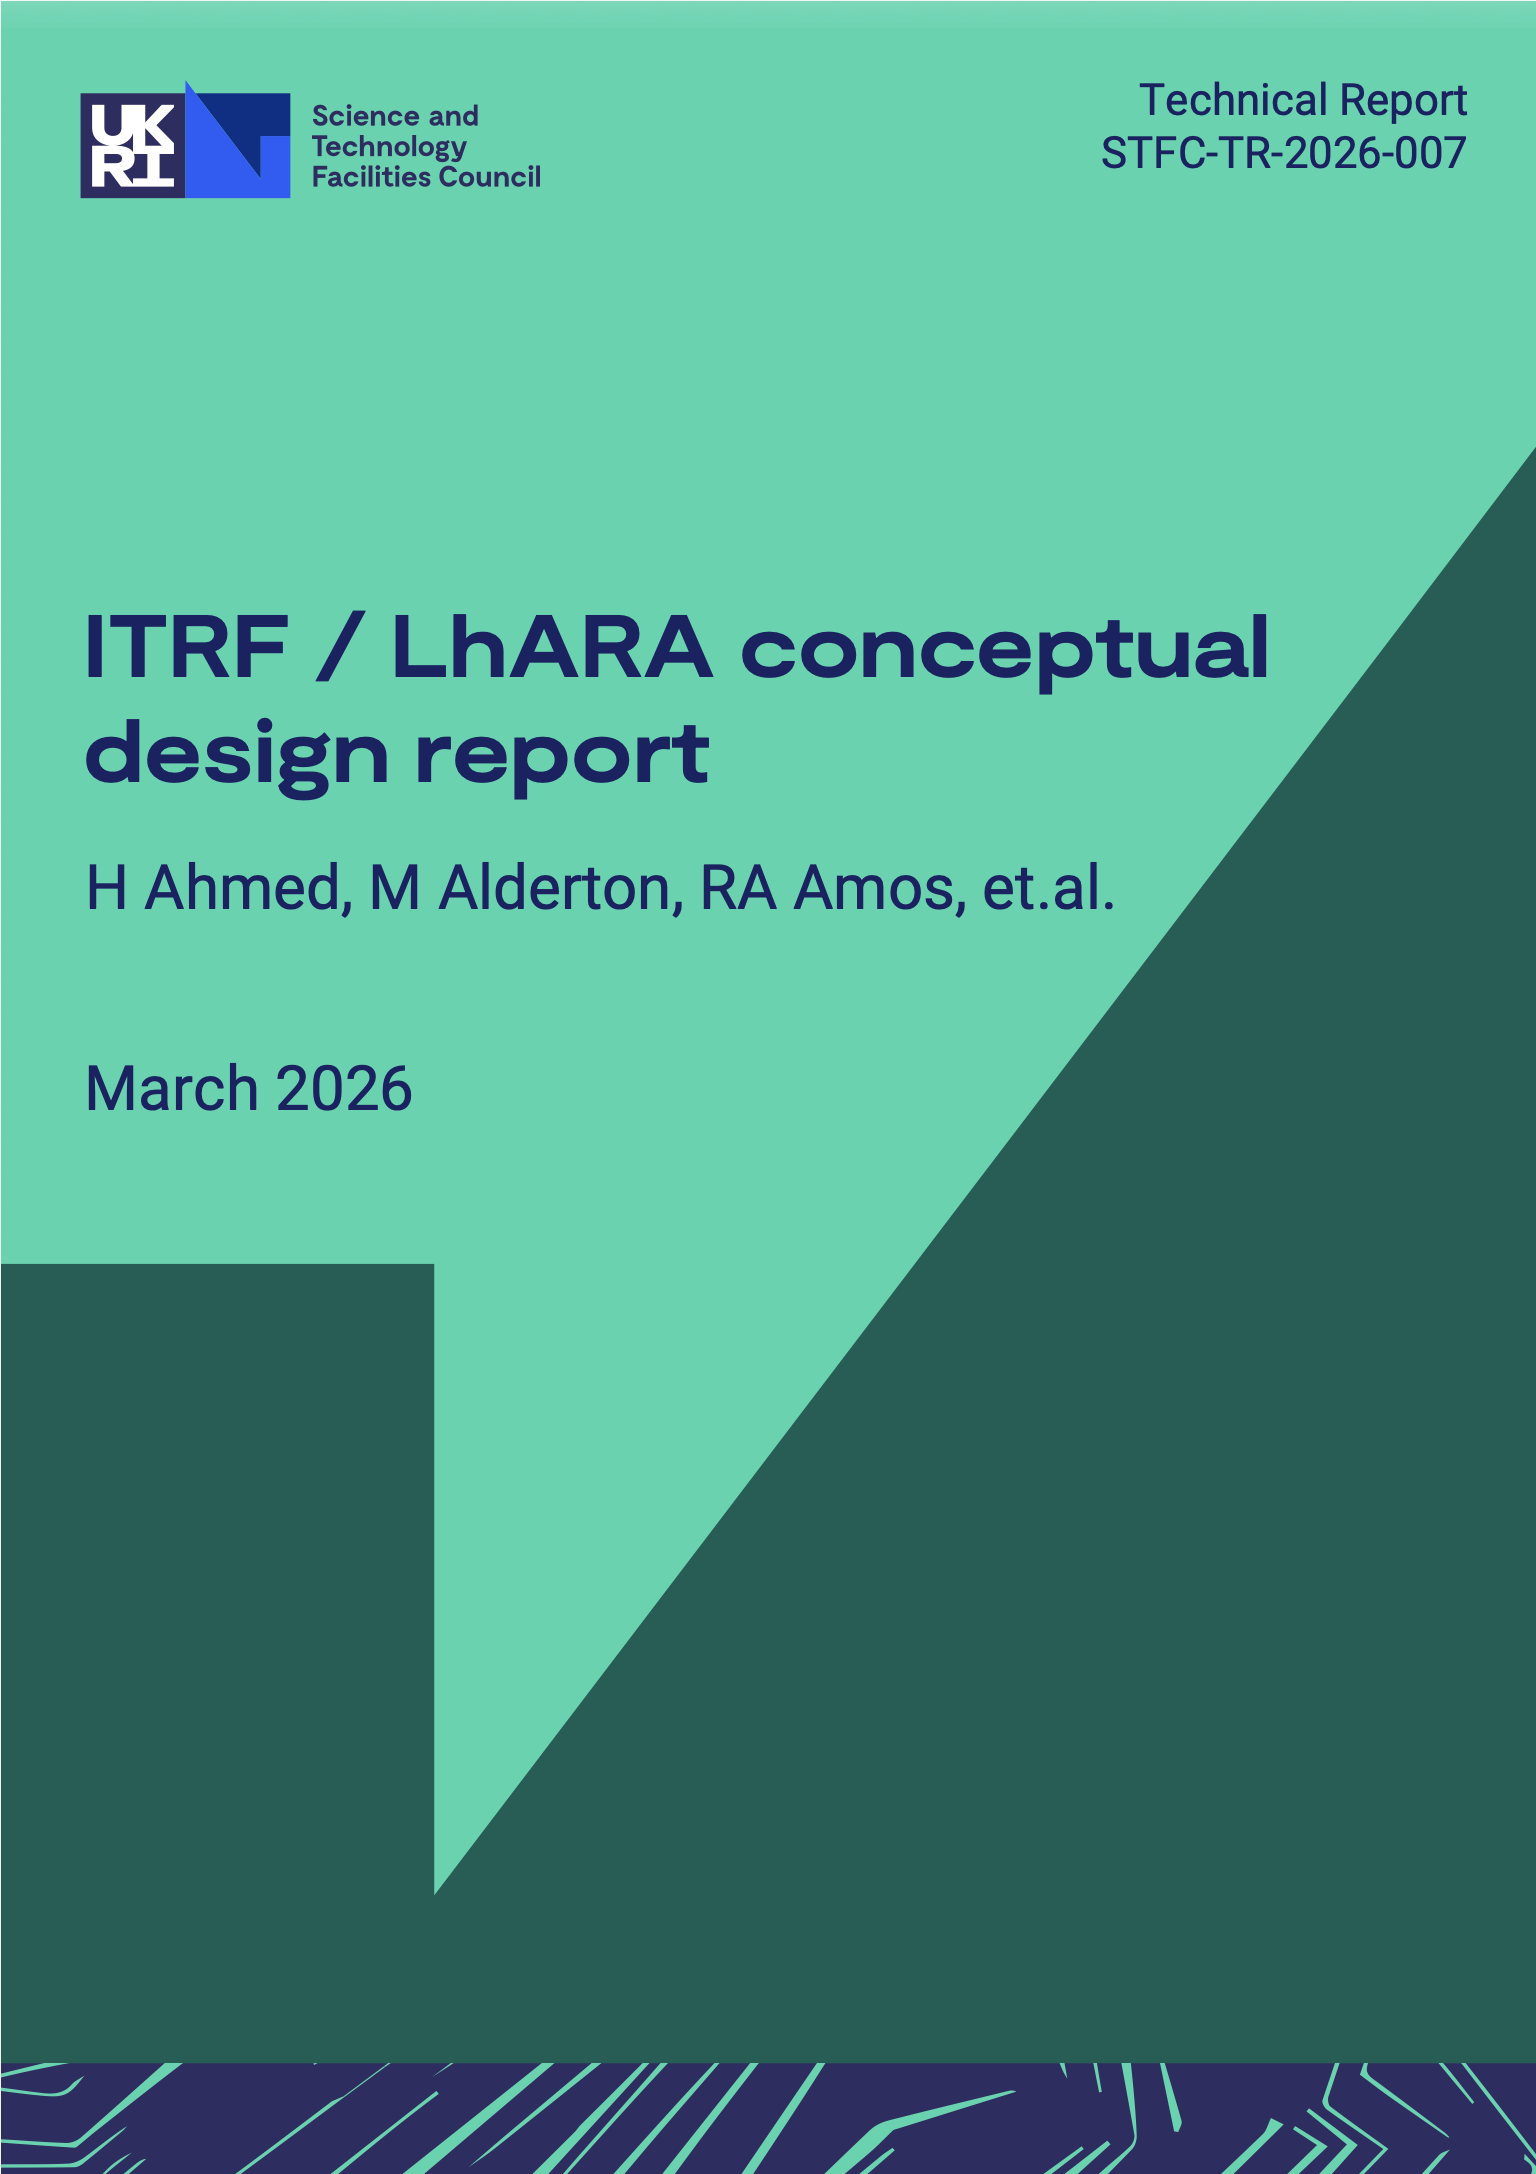 UK
RI
Science and
Technology
Facilities Council
Technical Report
STFC-TR-2026-007
ITRF / LhARA conceptual
design report
H Ahmed, M Alderton, RA Amos, et.al.
March 2026